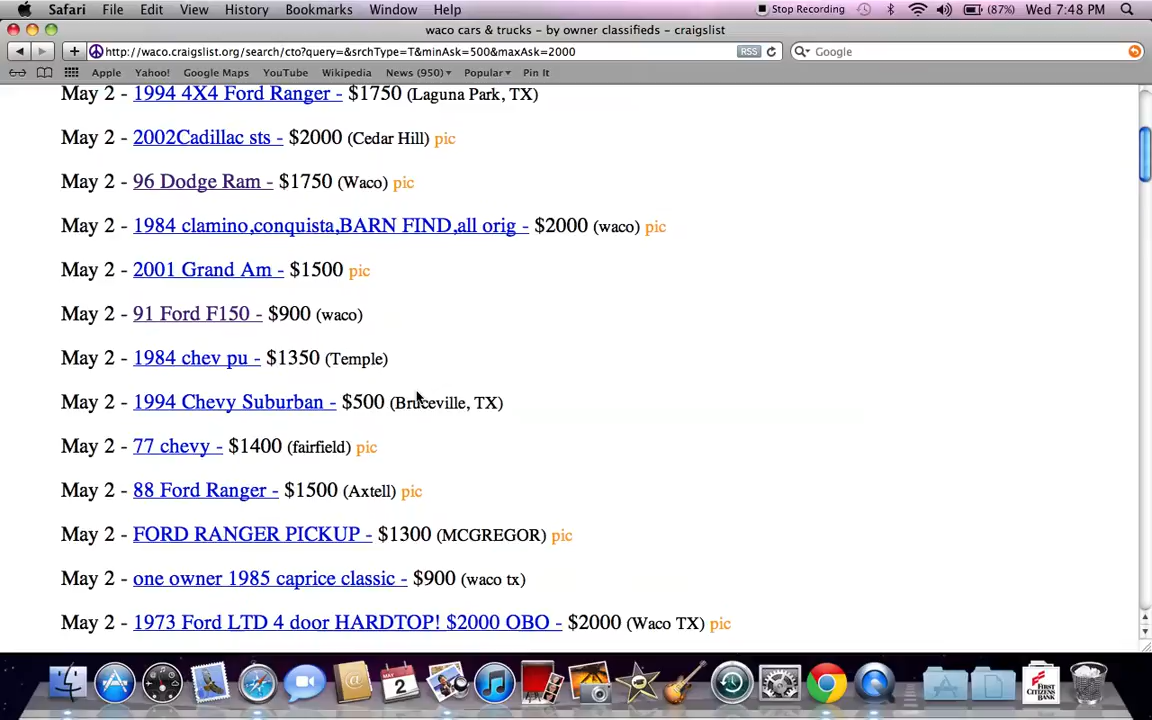 Safari File Edit View History Bookmarks Window Help Stop Recording (87%) Wed 7:48 PM
waco cars & trucks - by owner classifieds - craigslist
http://waco.craigslist.org/search/cto?query=&srchType=T&minAsk=500&maxAsk=2000 RSS Google
Apple Yahoo! Google Maps YouTube Wikipedia News (950) Popular Pin It
May 2 - 1994 4X4 Ford Ranger - $1750 (Laguna Park, TX)
May 2 - 2002Cadillac sts - $2000 (Cedar Hill) pic
May 2 - 96 Dodge Ram - $1750 (Waco) pic
May 2 - 1984 clamino,conquista,BARN FIND,all orig - $2000 (waco) pic
May 2 - 2001 Grand Am - $1500 pic
May 2 - 91 Ford F150 - $900 (waco)
May 2 - 1984 chev pu - $1350 (Temple)
May 2 - 1994 Chevy Suburban - $500 (Bruceville, TX)
May 2 - 77 chevy - $1400 (fairfield) pic
May 2 - 88 Ford Ranger - $1500 (Axtell) pic
May 2 - FORD RANGER PICKUP - $1300 (MCGREGOR) pic
May 2 - one owner 1985 caprice classic - $900 (waco tx)
May 2 - 1973 Ford LTD 4 door HARDTOP! $2000 OBO - $2000 (Waco TX) pic
MAY
2
FIRST
CITIZENS
BANK